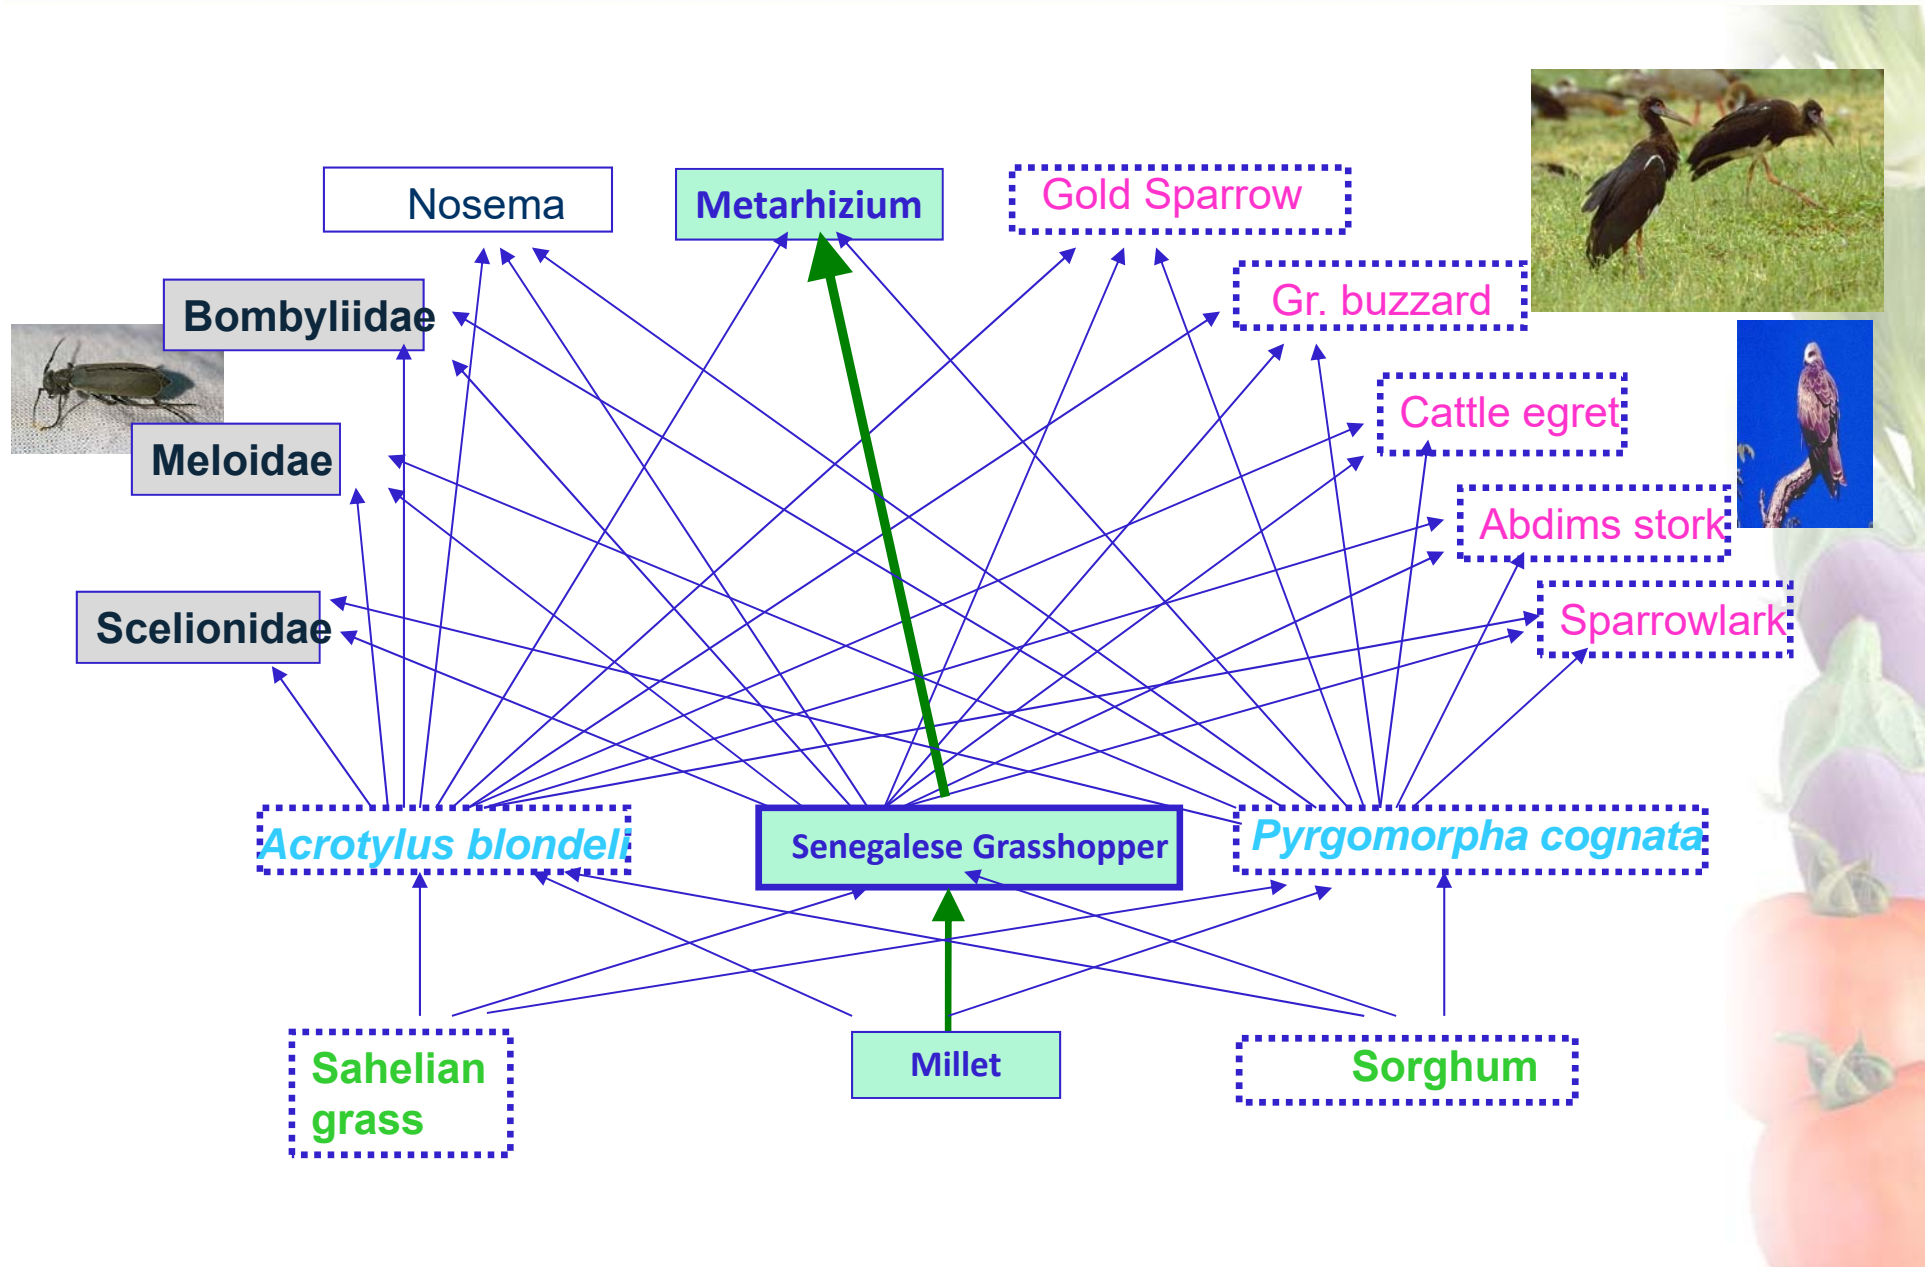 Nosema
Metarhizium
Gold Sparrow
Bombyliidae
Gr. buzzard
Meloidae
Cattle egret
Abdims stork
Scelionidae
Sparrowlark
Acrotylus blondeli
Senegalese Grasshopper
Pyrgomorpha cognata
Sahelian
grass
Millet
Sorghum